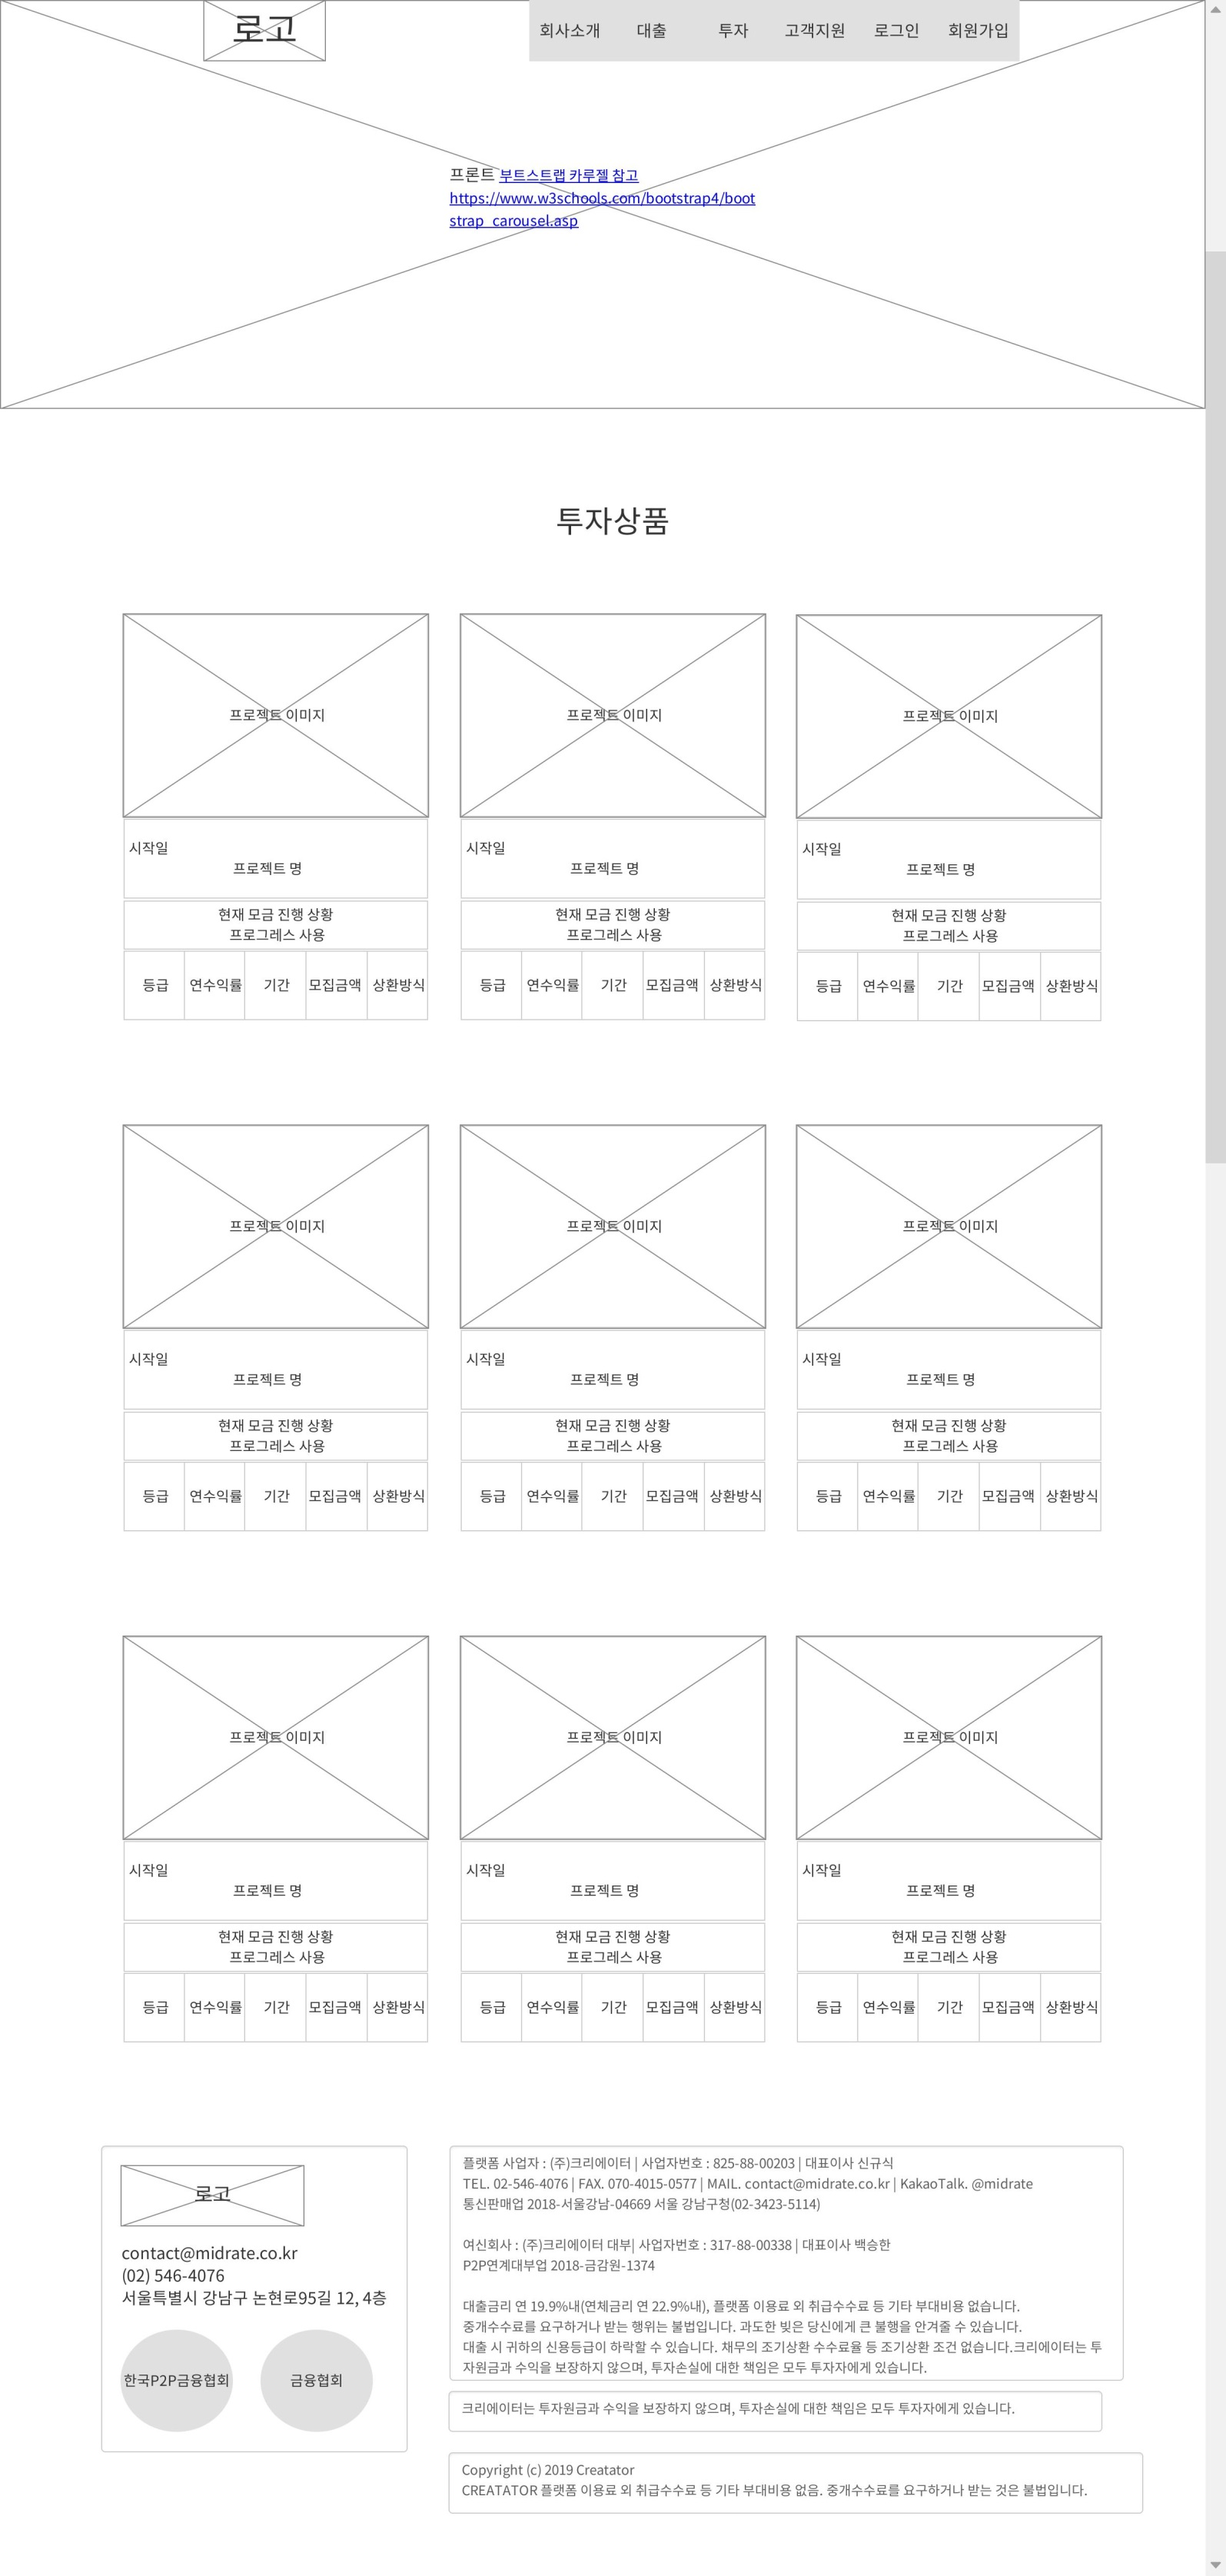 로고
회사소개 대출 투자 고객지원 로그인 회원가입
프론트 부트스트랩 카루젤 참고
https://www.w3schools.com/bootstrap4/boot
strap_carousel.asp
투자상품
프로젝트 이미지 프로젝트 이미지 프로젝트 이미지
시작일 시작일 시작일
프로젝트 명 프로젝트 명 프로젝트 명
현재 모금 진행 상황 현재 모금 진행 상황 현재 모금 진행 상황
프로그레스 사용 프로그레스 사용 프로그레스 사용
등급 연수익률 기간 모집금액 상환방식 등급 연수익률 기간 모집금액 상환방식 등급 연수익률 기간 모집금액 상환방식
프로젝트 이미지 프로젝트 이미지 프로젝트 이미지
시작일 시작일 시작일
프로젝트 명 프로젝트 명 프로젝트 명
현재 모금 진행 상황 현재 모금 진행 상황 현재 모금 진행 상황
프로그레스 사용 프로그레스 사용 프로그레스 사용
등급 연수익률 기간 모집금액 상환방식 등급 연수익률 기간 모집금액 상환방식 등급 연수익률 기간 모집금액 상환방식
프로젝트 이미지 프로젝트 이미지 프로젝트 이미지
시작일 시작일 시작일
프로젝트 명 프로젝트 명 프로젝트 명
현재 모금 진행 상황 현재 모금 진행 상황 현재 모금 진행 상황
프로그레스 사용 프로그레스 사용 프로그레스 사용
등급 연수익률 기간 모집금액 상환방식 등급 연수익률 기간 모집금액 상환방식 등급 연수익률 기간 모집금액 상환방식
로고
contact@midrate.co.kr
(02) 546-4076
서울특별시 강남구 논현로95길 12, 4층
한국P2P금융협회 금융협회
플랫폼 사업자 : (주)크리에이터 | 사업자번호 : 825-88-00203 | 대표이사 신규식
TEL. 02-546-4076 | FAX. 070-4015-0577 | MAIL. contact@midrate.co.kr | KakaoTalk. @midrate
통신판매업 2018-서울강남-04669 서울 강남구청(02-3423-5114)
여신회사 : (주)크리에이터 대부| 사업자번호 : 317-88-00338 | 대표이사 백승한
P2P연계대부업 2018-금감원-1374
대출금리 연 19.9%내(연체금리 연 22.9%내), 플랫폼 이용료 외 취급수수료 등 기타 부대비용 없습니다.
중개수수료를 요구하거나 받는 행위는 불법입니다. 과도한 빚은 당신에게 큰 불행을 안겨줄 수 있습니다.
대출 시 귀하의 신용등급이 하락할 수 있습니다. 채무의 조기상환 수수료율 등 조기상환 조건 없습니다.크리에이터는 투
자원금과 수익을 보장하지 않으며, 투자손실에 대한 책임은 모두 투자자에게 있습니다.
크리에이터는 투자원금과 수익을 보장하지 않으며, 투자손실에 대한 책임은 모두 투자자에게 있습니다.
Copyright (c) 2019 Creatator
CREATATOR 플랫폼 이용료 외 취급수수료 등 기타 부대비용 없음. 중개수수료를 요구하거나 받는 것은 불법입니다.